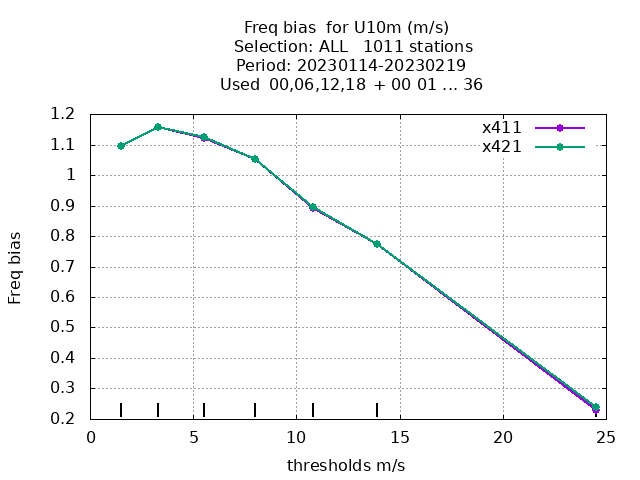 Freq bias  for U10m (m/s)
Selection: ALL   1011 stations
Period: 20230114-20230219
Used  00,06,12,18  + 00 01 ... 36
x411
x421
1.2
1.1
1
0.9
0.8
0.7
0.6
0.5
0.4
0.3
0.2
Freq bias
0 5 10 15 20 25
thresholds m/s